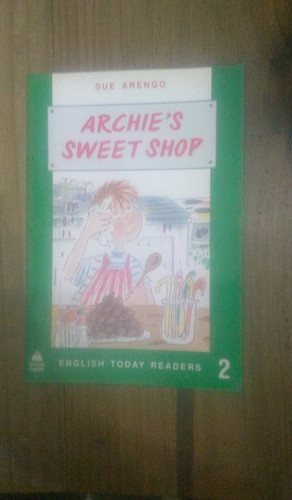 SUE ARENGO
ARCHIE'S
SWEET SHOP
ENGLISH TODAY READERS 2